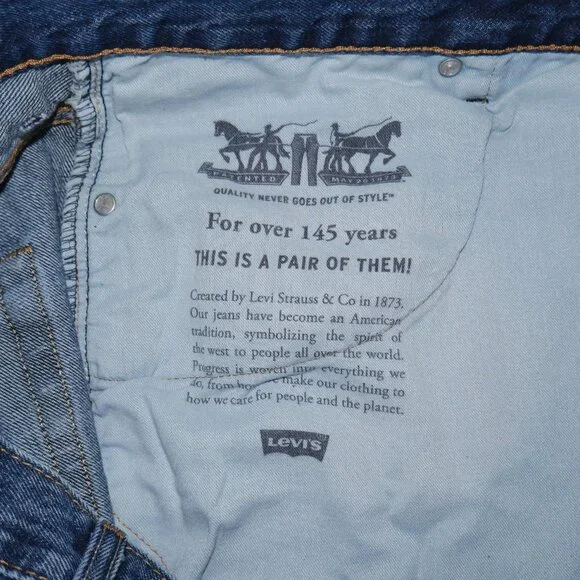 PATENTED MAY 20 1873
QUALITY NEVER GOES OUT OF STYLE™
For over 145 years
THIS IS A PAIR OF THEM!
Created by Levi Strauss & Co in 1873.
Our jeans have become an American
tradition, symbolizing the spirit of
the west to people all over the world.
Progress is woven into everything we
do, from how we make our clothing to
how we care for people and the planet.
LEVI'S